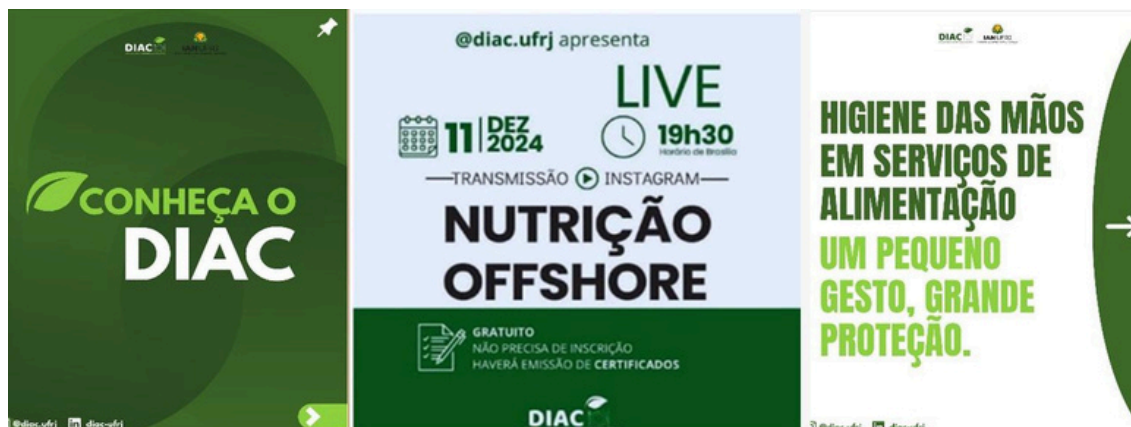 DIAC
CONHEÇA O
DIAC
@diac.ufrj diac-ufrj
@diac.ufrj apresenta
LIVE
11 DEZ
2024
19h30
Horário de Brasília
TRANSMISSÃO INSTAGRAM
NUTRIÇÃO
OFFSHORE
GRATUITO
NÃO PRECISA DE INSCRIÇÃO
HAVERÁ EMISSÃO DE CERTIFICADOS
DIAC
DIAC
HIGIENE DAS MÃOS
EM SERVIÇOS DE
ALIMENTAÇÃO
UM PEQUENO
GESTO, GRANDE
PROTEÇÃO.